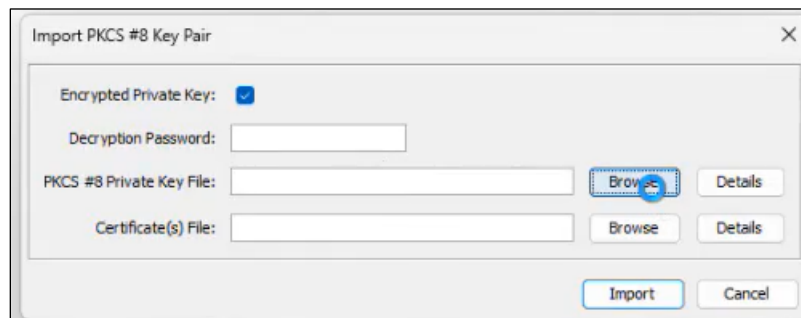 Import PKCS #8 Key Pair
Encrypted Private Key:
Decryption Password:
PKCS #8 Private Key File:
Browse
Details
Certificate(s) File:
Browse
Details
Import
Cancel